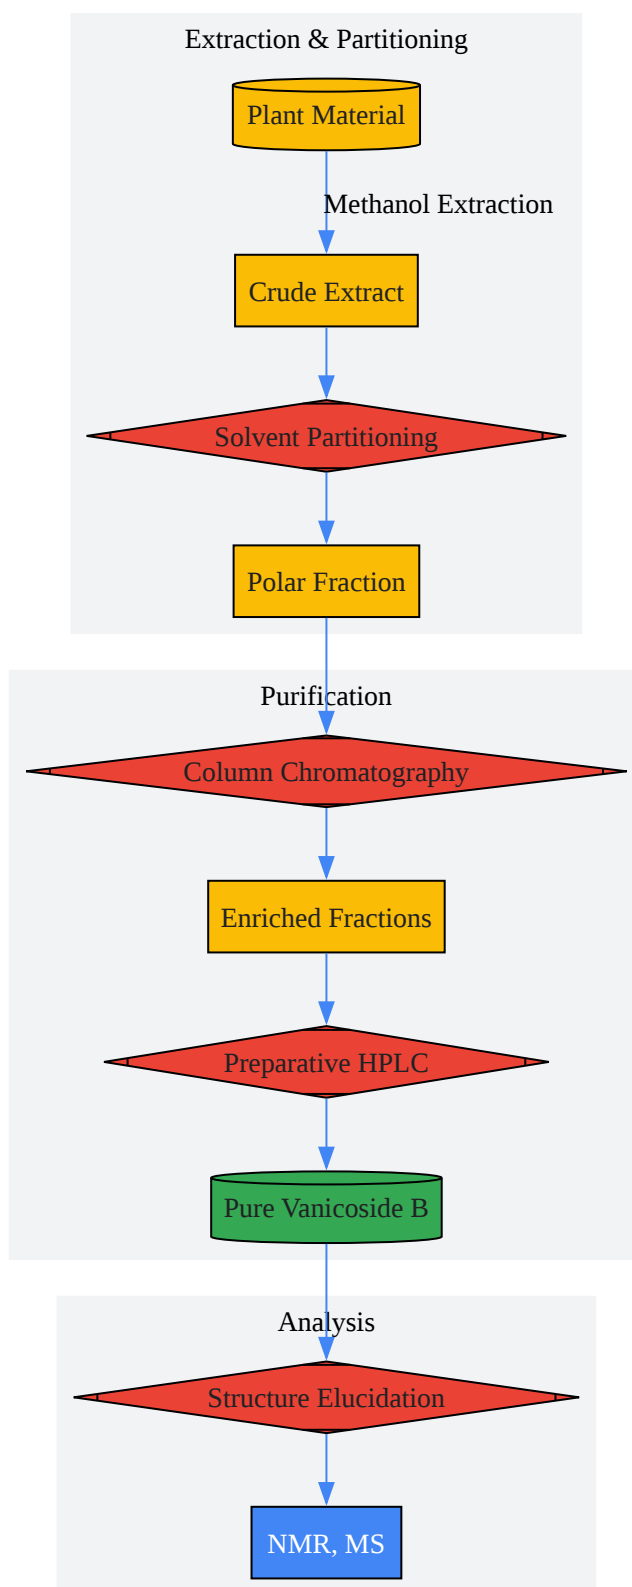 Extraction & Partitioning
Plant Material
Methanol Extraction
Crude Extract
Solvent Partitioning
Polar Fraction
Purification
Column Chromatography
Enriched Fractions
Preparative HPLC
Pure Vanicoside B
Analysis
Structure Elucidation
NMR, MS